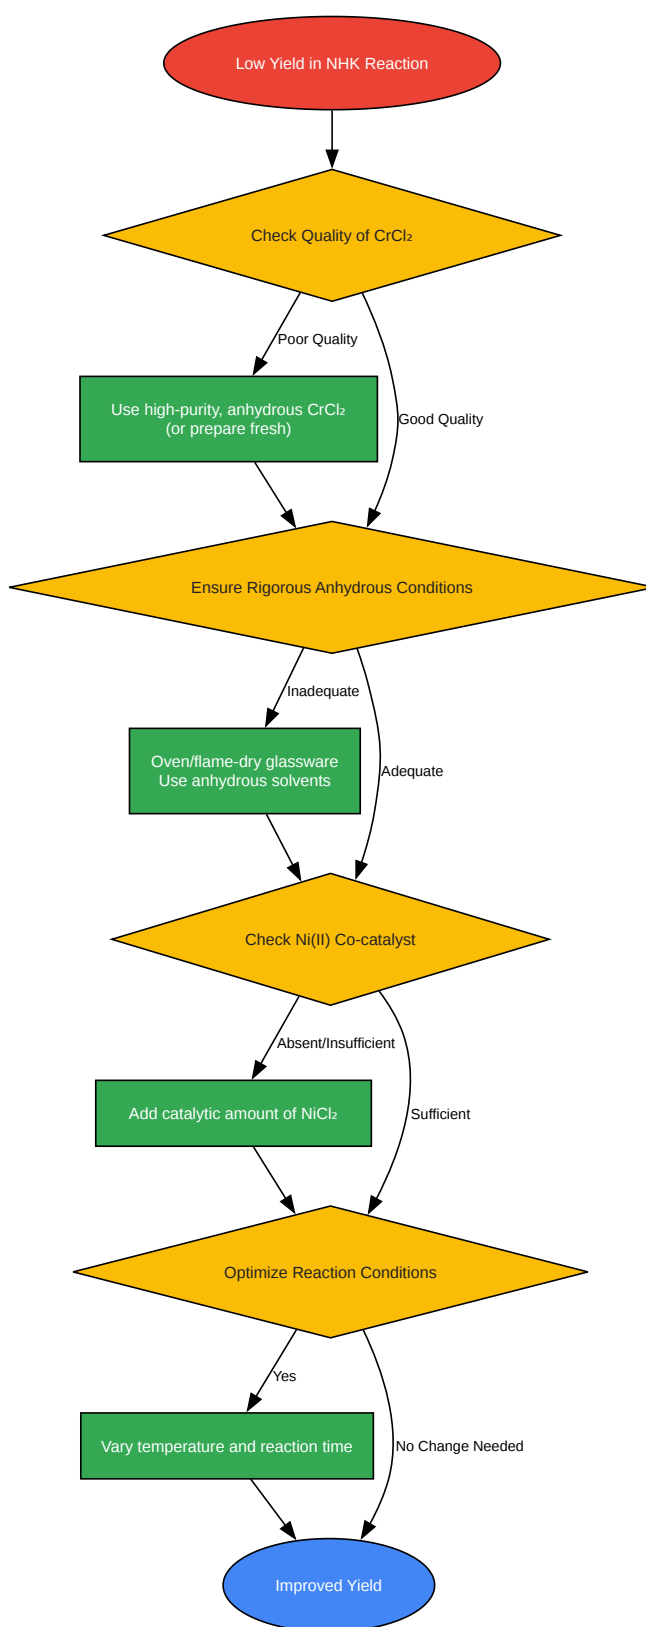 Low Yield in NHK Reaction
Check Quality of CrCl₂
Poor Quality
Use high-purity, anhydrous CrCl₂
(or prepare fresh)
Good Quality
Ensure Rigorous Anhydrous Conditions
Inadequate
Oven/flame-dry glassware
Use anhydrous solvents
Adequate
Check Ni(II) Co-catalyst
Absent/Insufficient
Add catalytic amount of NiCl₂
Sufficient
Optimize Reaction Conditions
Yes
Vary temperature and reaction time
No Change Needed
Improved Yield